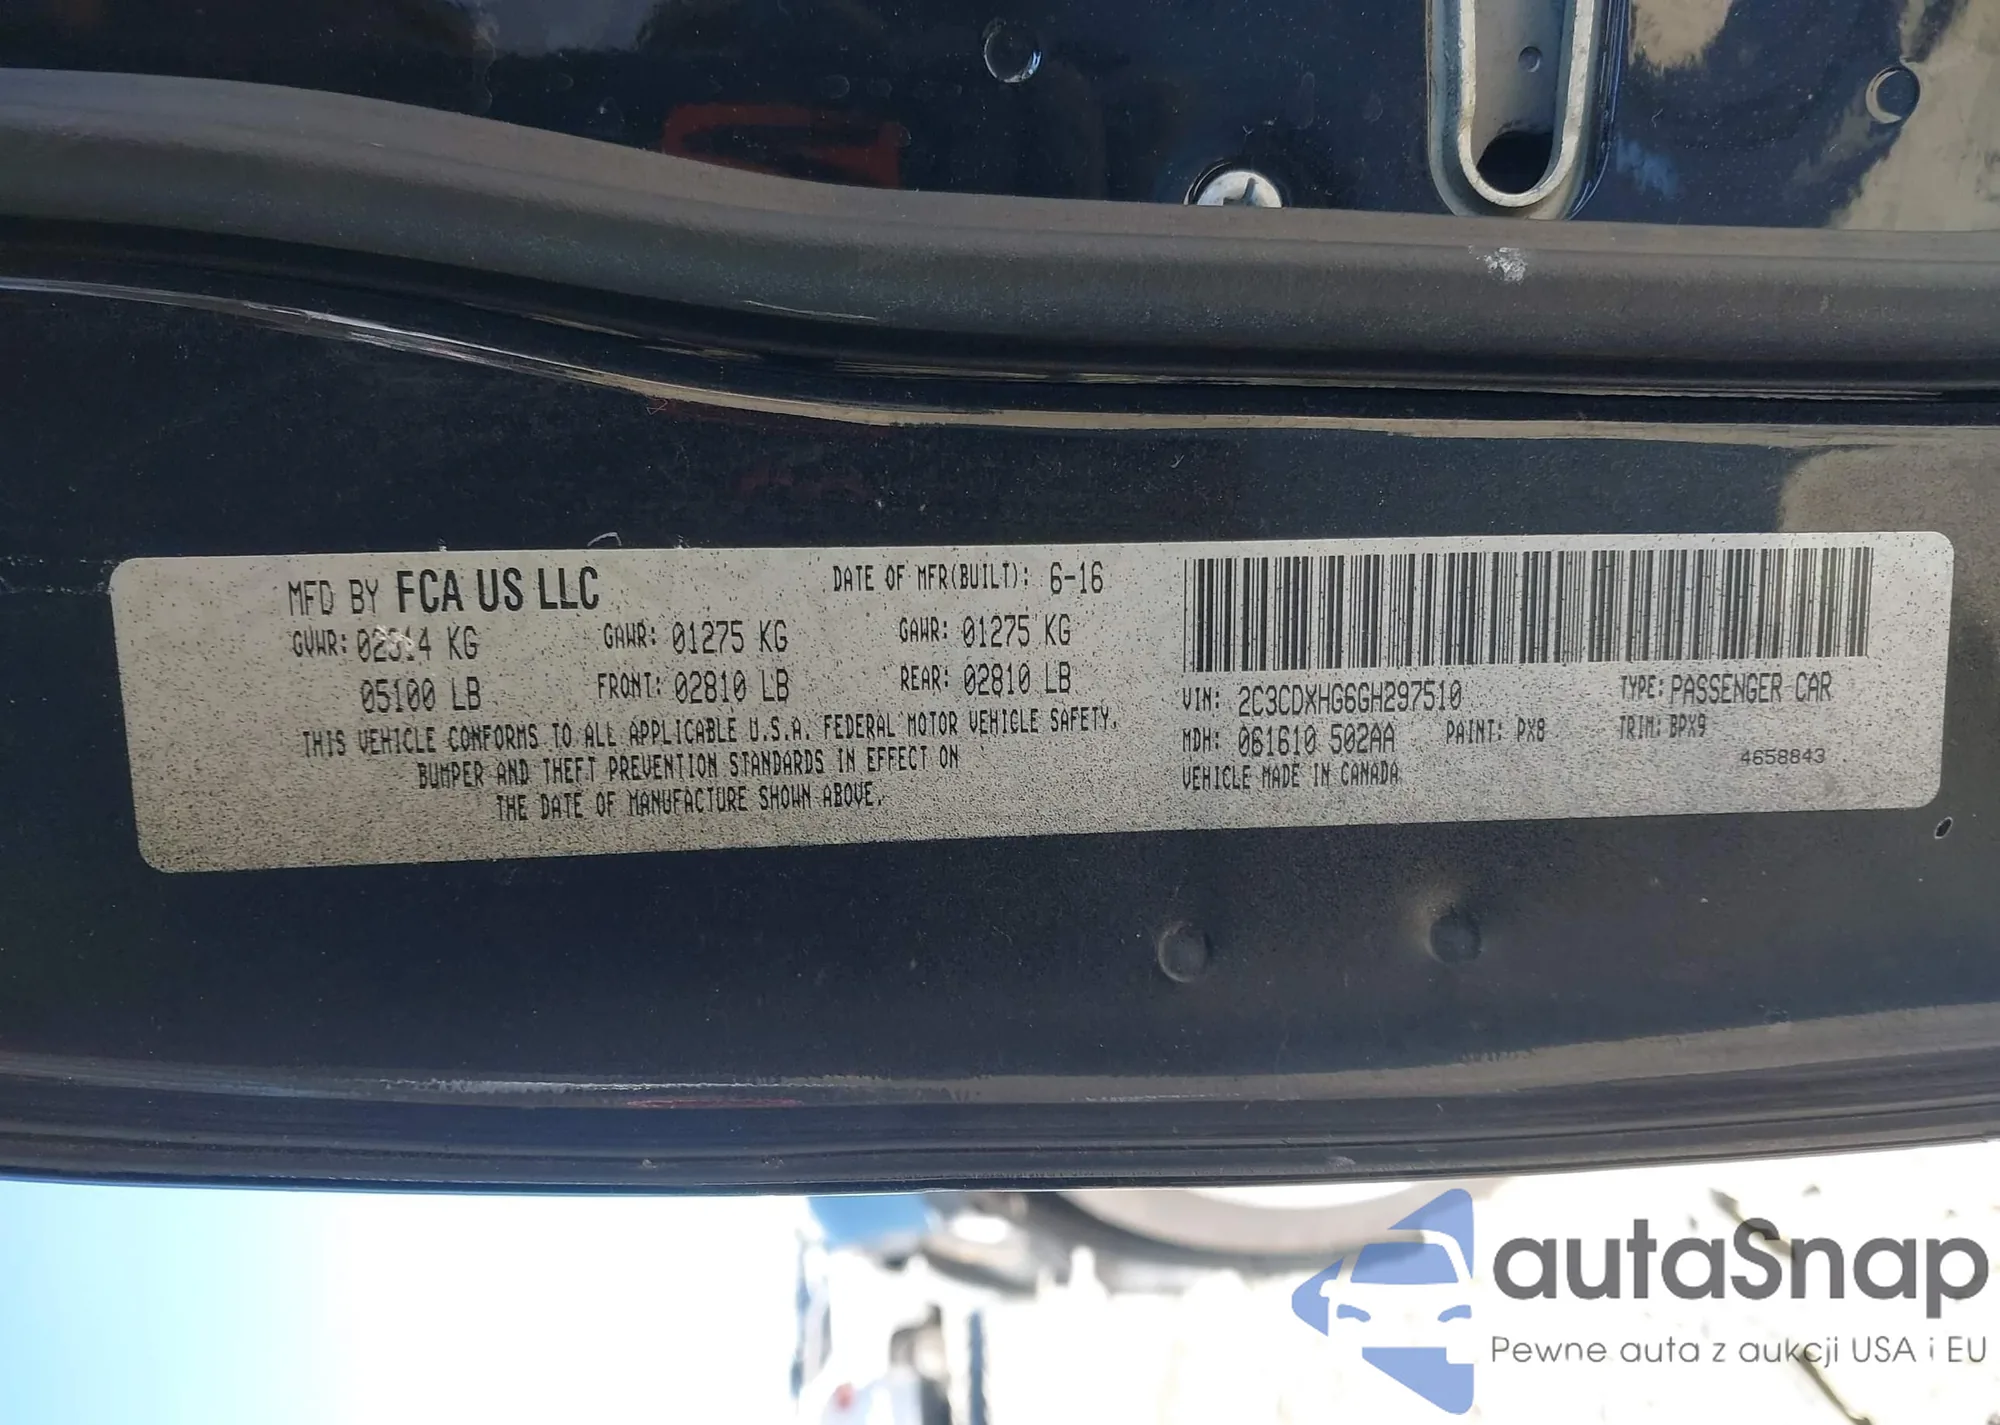 MFD BY FCA US LLC DATE OF MFR(BUILT): 6-16
GVWR: 02314 KG GAWR: 01275 KG GAWR: 01275 KG
05100 LB FRONT: 02810 LB REAR: 02810 LB
THIS VEHICLE CONFORMS TO ALL APPLICABLE U.S.A. FEDERAL MOTOR VEHICLE SAFETY,
BUMPER AND THEFT PREVENTION STANDARDS IN EFFECT ON
THE DATE OF MANUFACTURE SHOWN ABOVE.
VIN: 2C3CDXHG6GH297510 TYPE: PASSENGER CAR
MDH: 061610 502AA PAINT: PX8 TRIM: BPX9
VEHICLE MADE IN CANADA 4658843
autaSnap
Pewne auta z aukcji USA i EU